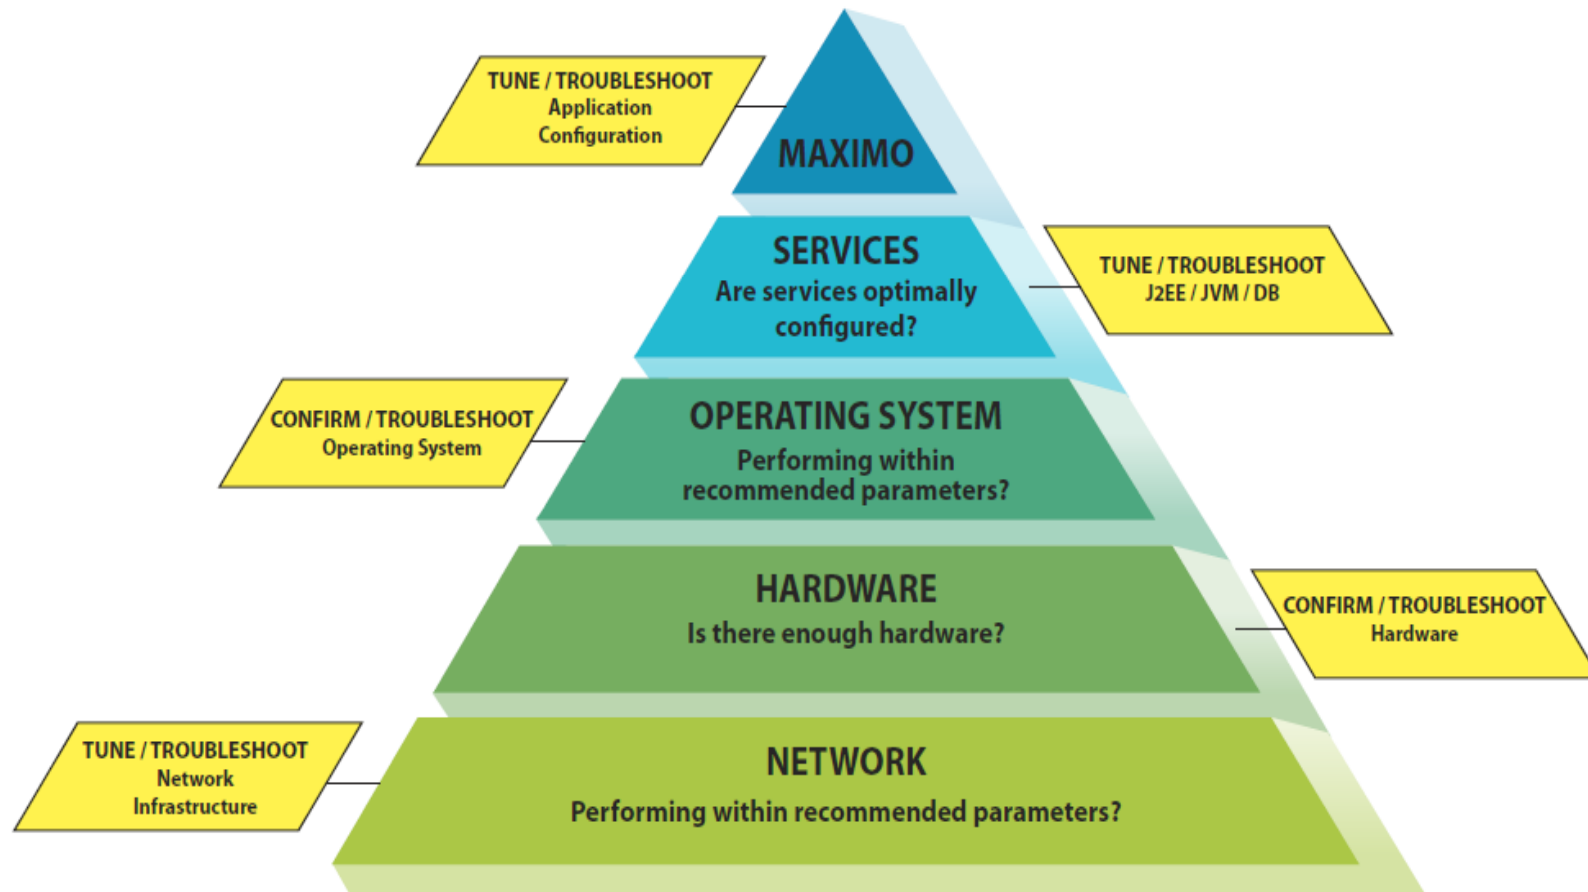 TUNE / TROUBLESHOOT
Application
Configuration
MAXIMO
SERVICES
Are services optimally
configured?
TUNE / TROUBLESHOOT
J2EE / JVM / DB
CONFIRM / TROUBLESHOOT
Operating System
OPERATING SYSTEM
Performing within
recommended parameters?
HARDWARE
Is there enough hardware?
CONFIRM / TROUBLESHOOT
Hardware
TUNE / TROUBLESHOOT
Network
Infrastructure
NETWORK
Performing within recommended parameters?